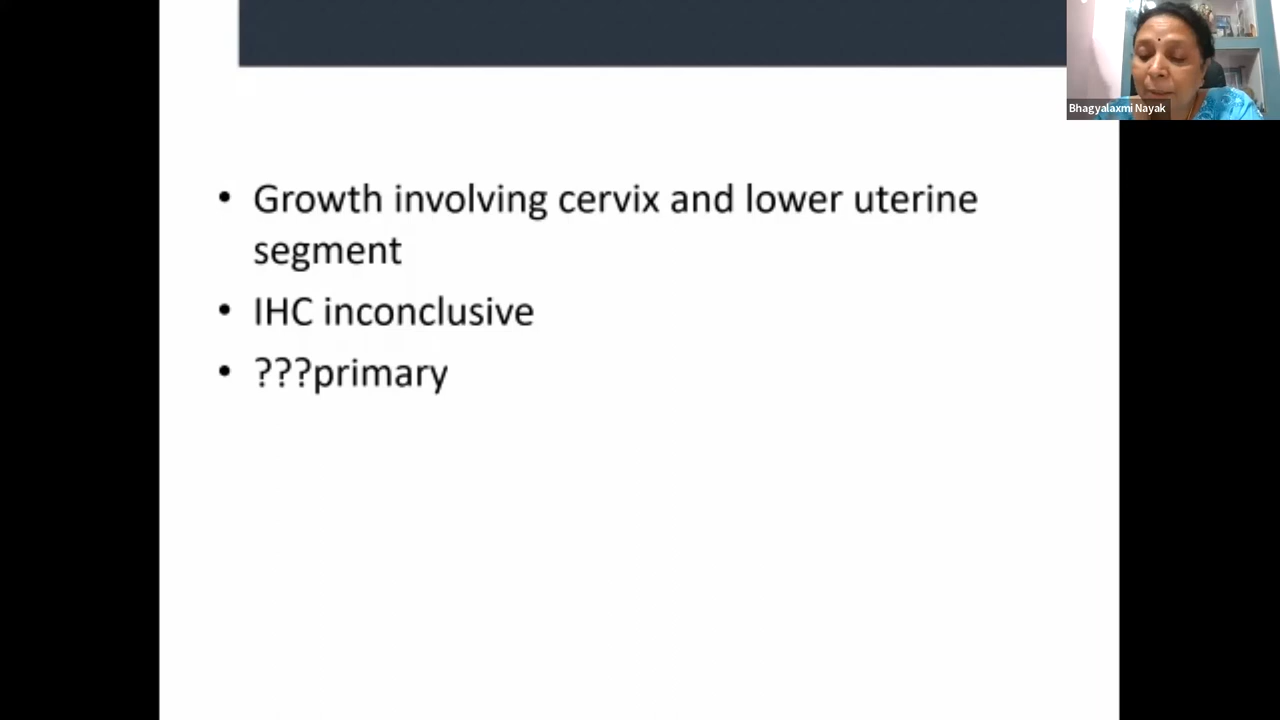 Bhagyalaxmi Nayak
• Growth involving cervix and lower uterine
segment
• IHC inconclusive
• ???primary